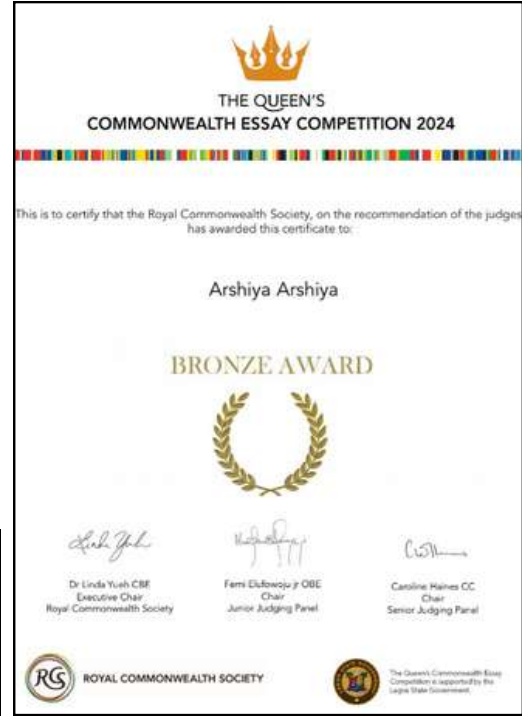 THE QUEEN'S
COMMONWEALTH ESSAY COMPETITION 2024
This is to certify that the Royal Commonwealth Society, on the recommendation of the judges
has awarded this certificate to:
Arshiya Arshiya
BRONZE AWARD
Dr Linda Yueh CBE
Executive Chair
Royal Commonwealth Society
Femi Elufowoju jr OBE
Chair
Junior Judging Panel
Caroline Haines CC
Chair
Senior Judging Panel
RCS
ROYAL COMMONWEALTH SOCIETY
The Queen's Commonwealth Essay
Competition is supported by the
Lagos State Government.